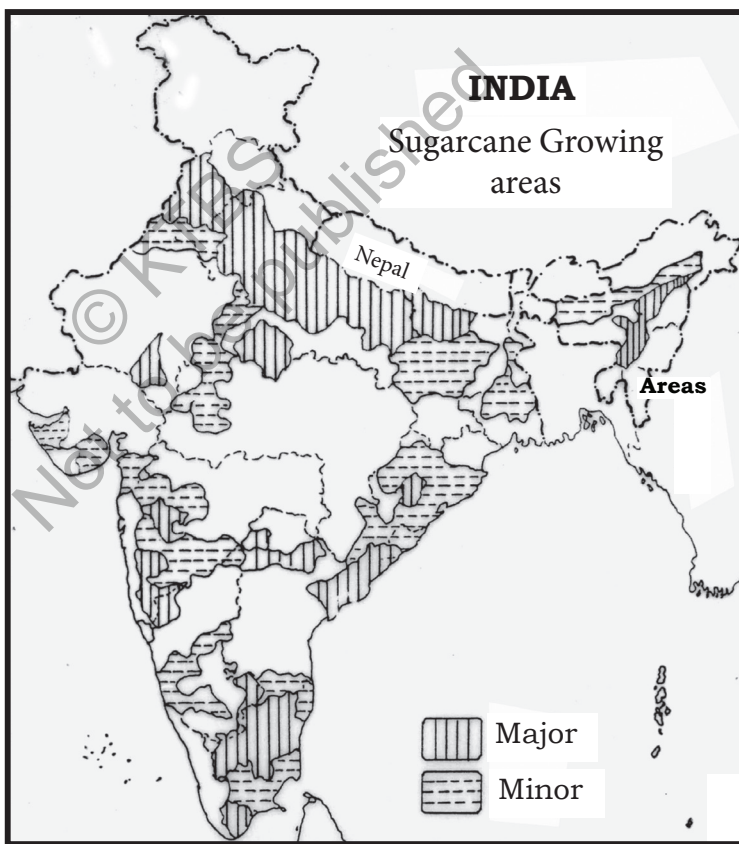 INDIA
Sugarcane Growing
areas
Nepal
Areas
Major
Minor
© KTBS
Not to be published